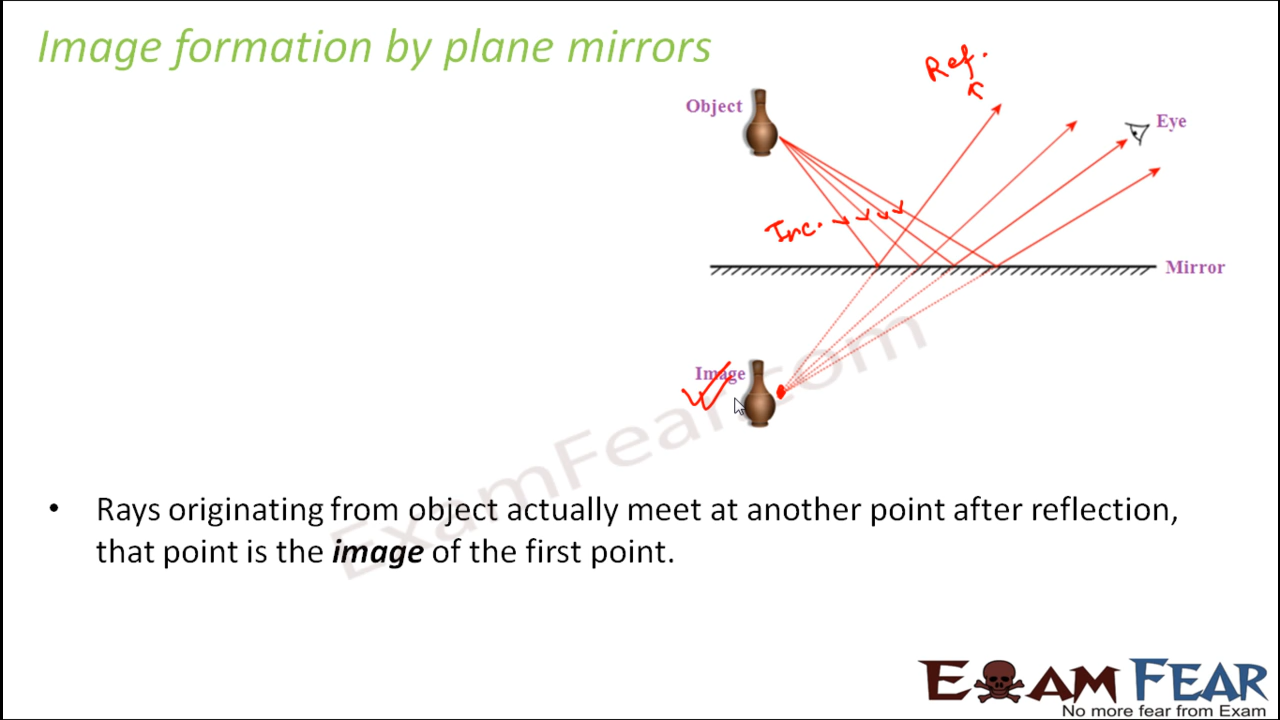 Image formation by plane mirrors
Ref.
r
Object
Eye
Inc.
Mirror
Image
ExamFear.com
• Rays originating from object actually meet at another point after reflection,
that point is the image of the first point.
EXAM FEAR
No more fear from Exam